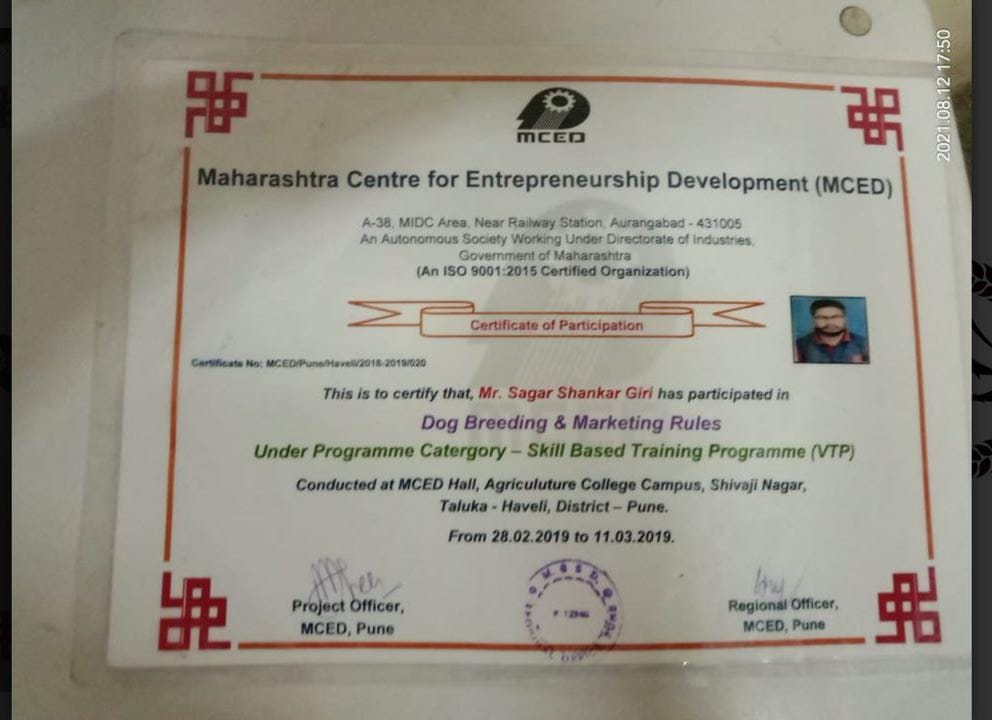 2021.08.12 17:50
MCED
Maharashtra Centre for Entrepreneurship Development (MCED)
A-38, MIDC Area, Near Railway Station, Aurangabad - 431005
An Autonomous Society Working Under Directorate of Industries,
Government of Maharashtra
(An ISO 9001:2015 Certified Organization)
Certificate of Participation
Certificate No: MCED/Pune/Haveli/2018-2019/020
This is to certify that, Mr. Sagar Shankar Giri has participated in
Dog Breeding & Marketing Rules
Under Programme Catergory – Skill Based Training Programme (VTP)
Conducted at MCED Hall, Agriculuture College Campus, Shivaji Nagar,
Taluka - Haveli, District – Pune.
From 28.02.2019 to 11.03.2019.
Project Officer,
MCED, Pune
Regional Officer,
MCED, Pune